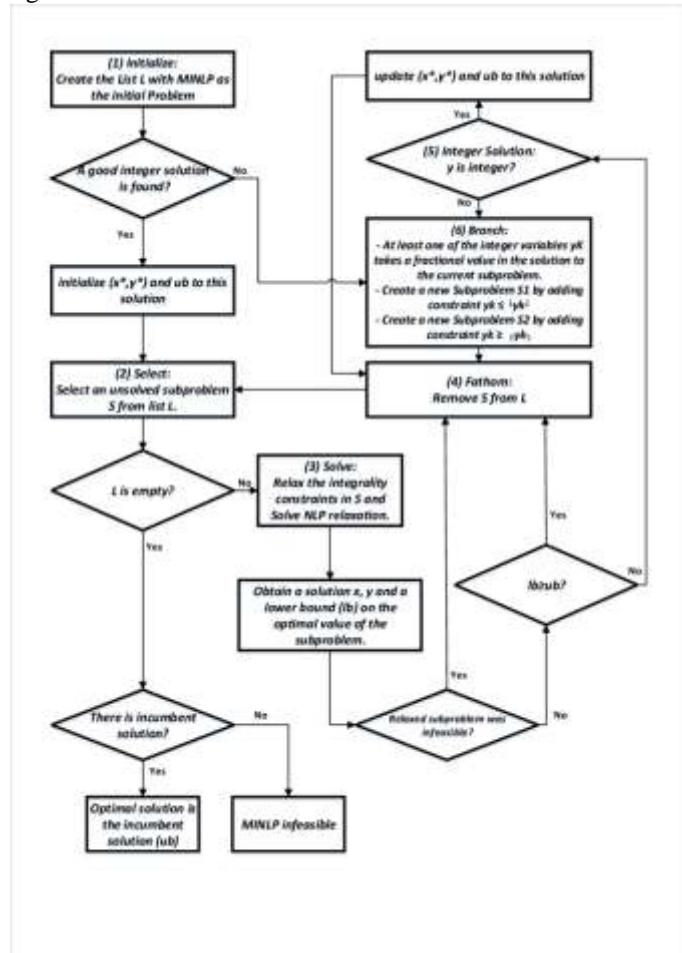 (1) Initialize:
Create the List L with MINLP as
the Initial Problem
A good integer solution
is found?
No
Yes
initialize (x*,y*) and ub to this
solution
(2) Select:
Select an unsolved subproblem
S from list L.
L is empty?
No
Yes
(3) Solve:
Relax the integrality
constraints in S and
Solve NLP relaxation.
Obtain a solution x, y and a
lower bound (lb) on the
optimal value of the
subproblem.
There is incumbent
solution?
No
Yes
Optimal solution is
the incumbent
solution (ub)
MINLP infeasible
update (x*,y*) and ub to this solution
Yes
(5) Integer Solution:
y is integer?
No
(6) Branch:
- At least one of the integer variables yK
takes a fractional value in the solution to
the current subproblem.
- Create a new Subproblem S1 by adding
constraint yk ≤ ⌊yk⌋
- Create a new Subproblem S2 by adding
constraint yk ≥ ⌈yk⌉
(4) Fathom:
Remove S from L
Yes
lb≥ub?
No
Yes
Relaxed subproblem was
infeasible?
No